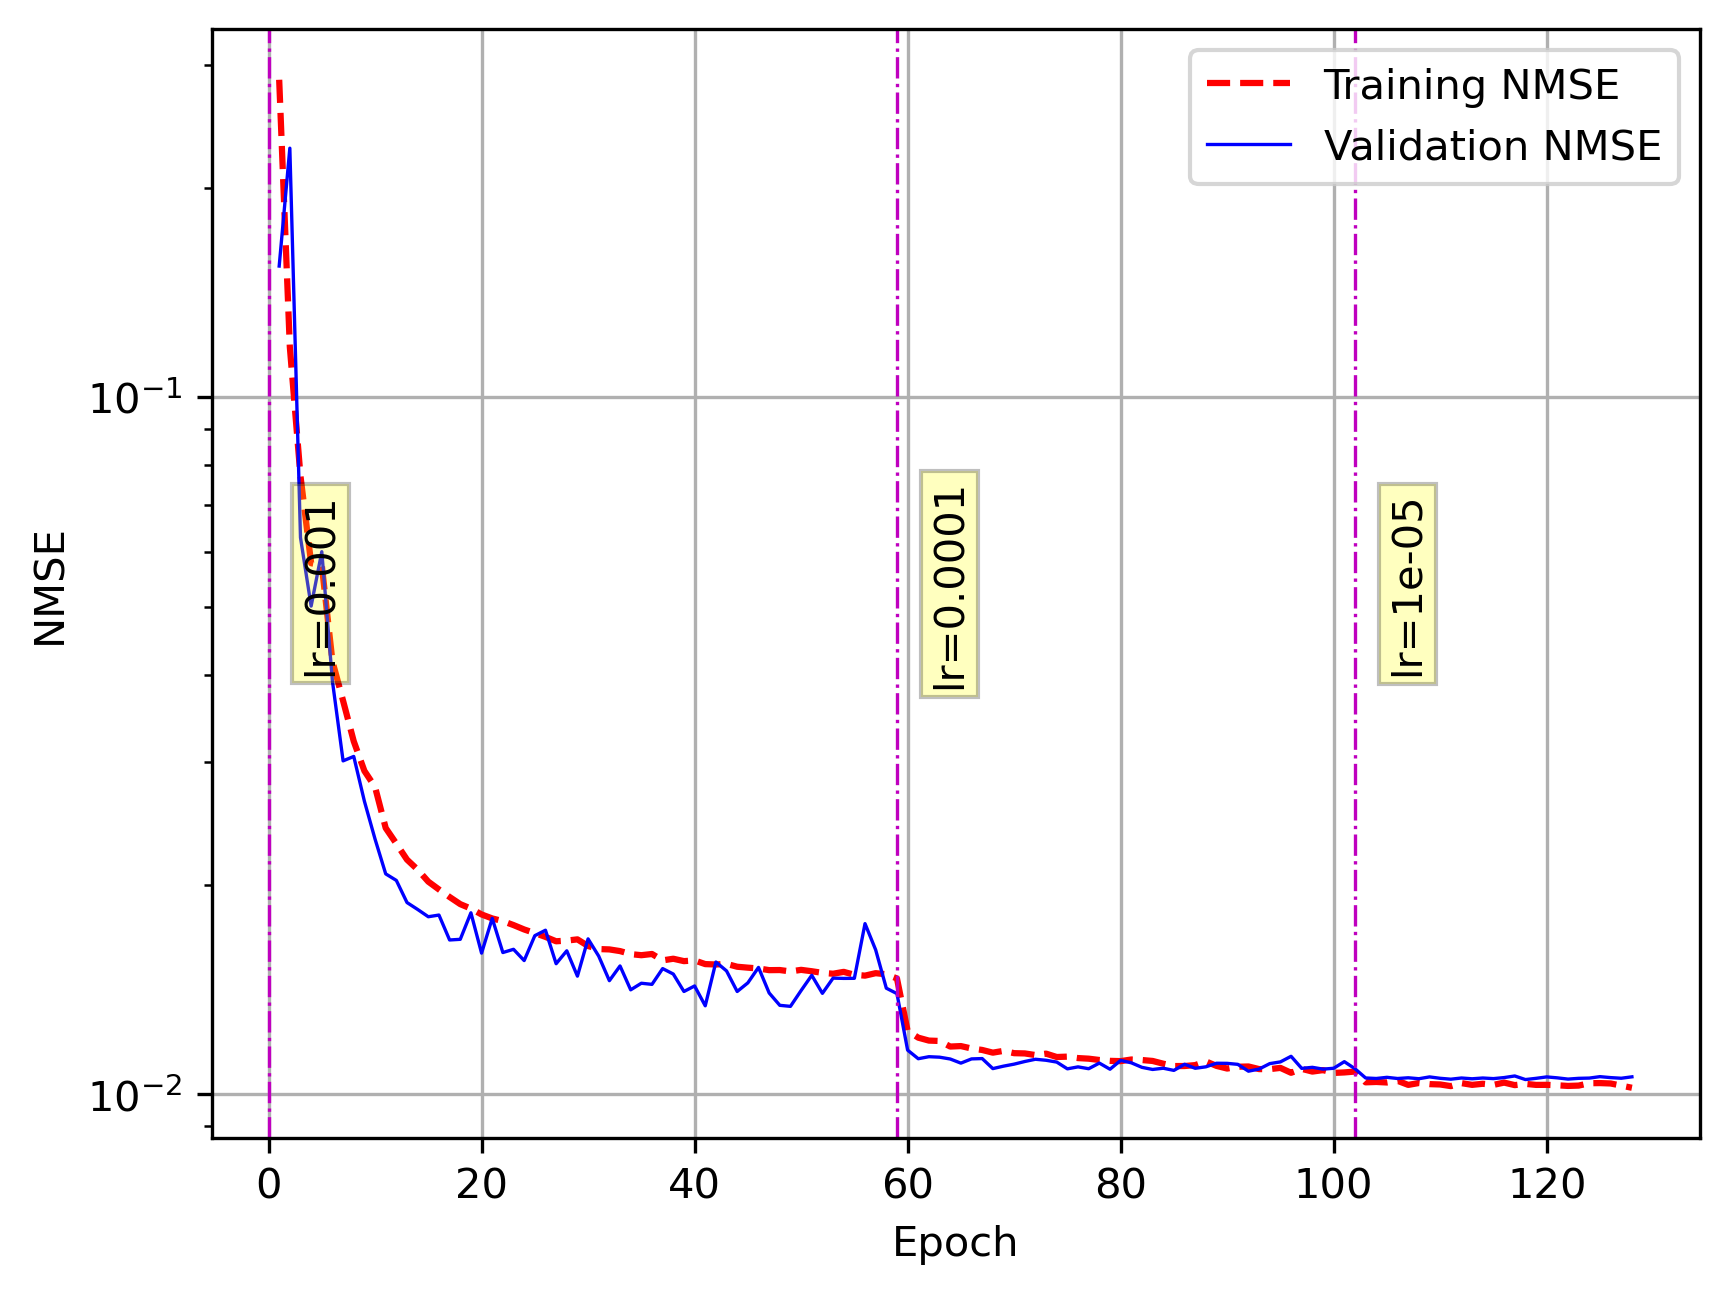 Training NMSE
Validation NMSE
10⁻¹
10⁻²
NMSE
lr=0.001
lr=0.0001
lr=1e-05
0 20 40 60 80 100 120
Epoch